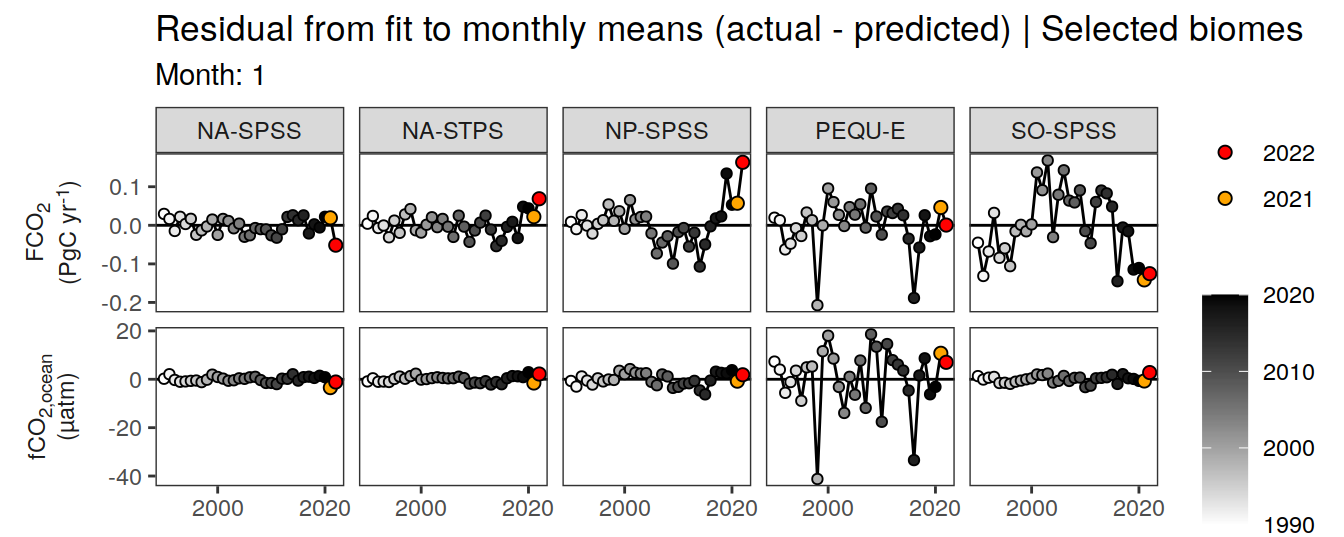 Residual from fit to monthly means (actual - predicted) | Selected biomes
Month: 1
NA-SPSS
NA-STPS
NP-SPSS
PEQU-E
SO-SPSS
FCO2
(PgC yr⁻¹)
0.1
0.0
-0.1
-0.2
fCO2,ocean
(µatm)
20
0
-20
-40
2000 2020
2000 2020
2000 2020
2000 2020
2000 2020
2022
2021
2020
2010
2000
1990